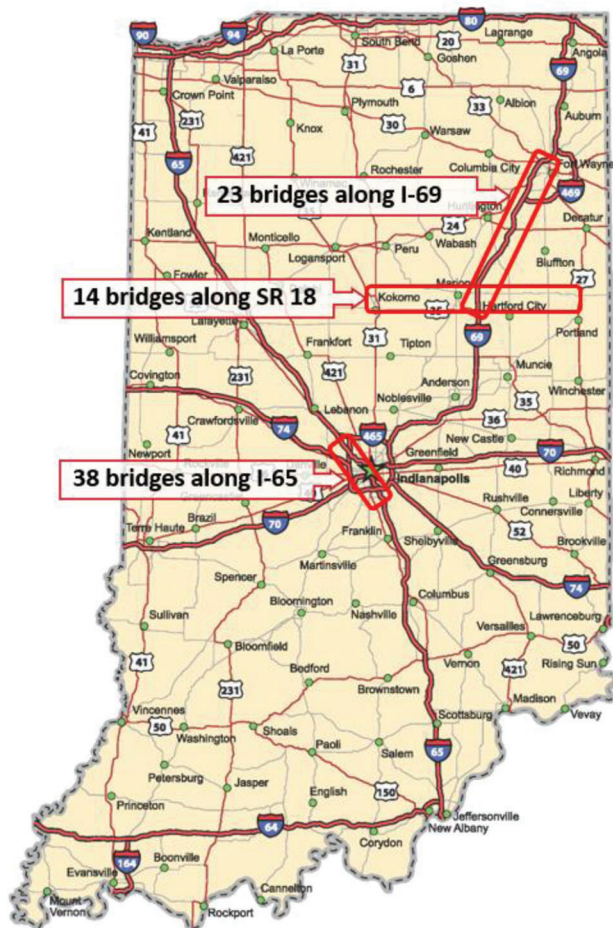 80
90
94
South Bend
20
Lagrange
Angola
La Porte
Goshen
31
69
Valparaiso
6
Crown Point
33
Albion
Plymouth
Auburn
41
231
30
Knox
Warsaw
421
65
Columbia City
Fort Wayne
Rochester
Winamac
469
23 bridges along I-69
Huntington
35
24
Decatur
Kentland
Monticello
Peru
Wabash
Logansport
Bluffton
Fowler
27
Marion
14 bridges along SR 18
Kokomo
35
Hartford City
Lafayette
31
Portland
69
Williamsport
Frankfort
Tipton
421
Muncie
Covington
231
Anderson
Winchester
Noblesville
35
Lebanon
Crawfordsville
36
74
465
New Castle
41
Greenfield
70
Newport
38 bridges along I-65
Indianapolis
40
Richmond
Rushville
Liberty
Connersville
Brazil
Terre Haute
70
Franklin
Shelbyville
52
Brookville
Martinsville
Greensburg
Spencer
74
Bloomington
Columbus
Sullivan
Nashville
Lawrenceburg
Versailles
50
Bloomfield
41
Vernon
Rising Sun
Bedford
421
231
Brownstown
Madison
Vincennes
Vevay
50
Scottsburg
Washington
Shoals
Paoli
Salem
65
Petersburg
Jasper
English
150
Princeton
Jeffersonville
64
New Albany
Corydon
164
Boonville
Evansville
Mount
Vernon
Cannelton
Rockport